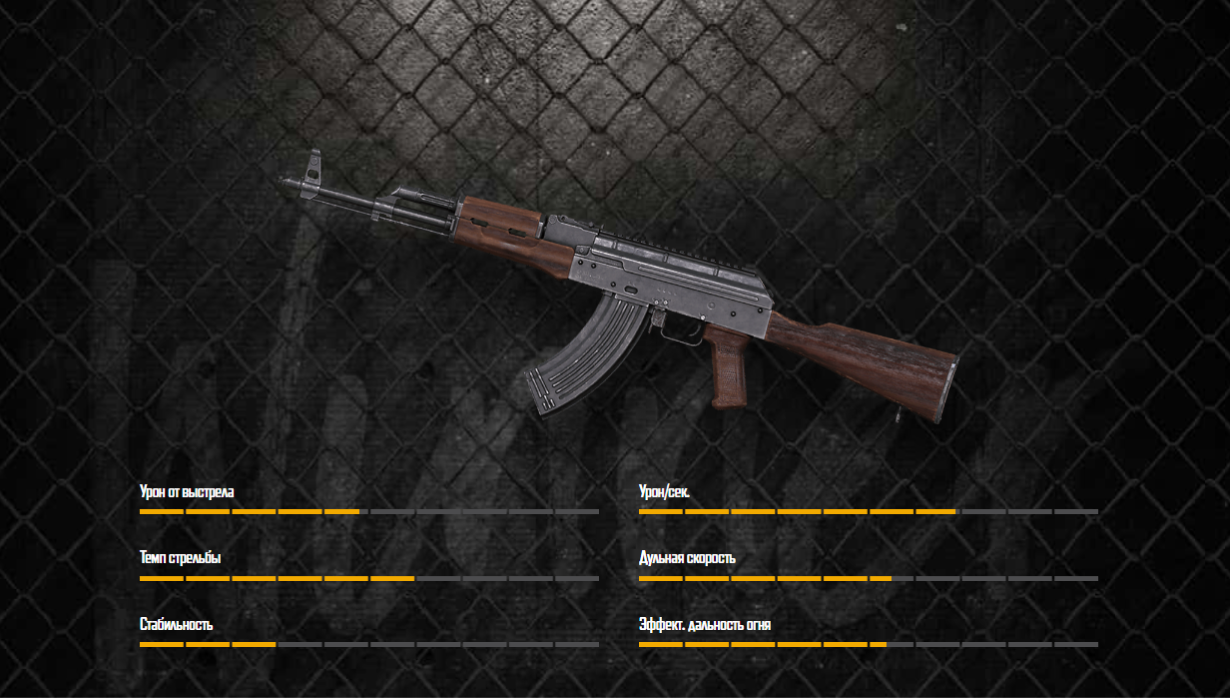 Урон от выстрела
Урон/сек.
Темп стрельбы
Дульная скорость
Стабильность
Эффект. дальность огня